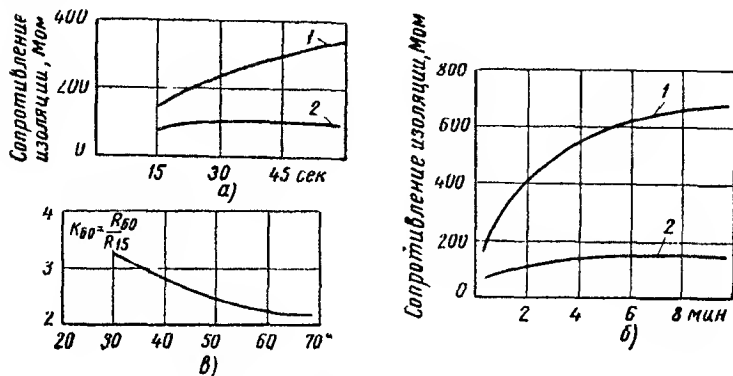 Сопротивление
изоляции, Мом
400
200
0
1
2
15
30
45 сек
а)
4
3
2
K₆₀=R₆₀/R₁₅
20
30
40
50
60
70°
в)
Сопротивление изоляции, Мом
800
600
400
200
0
1
2
2
4
6
8 мин
б)